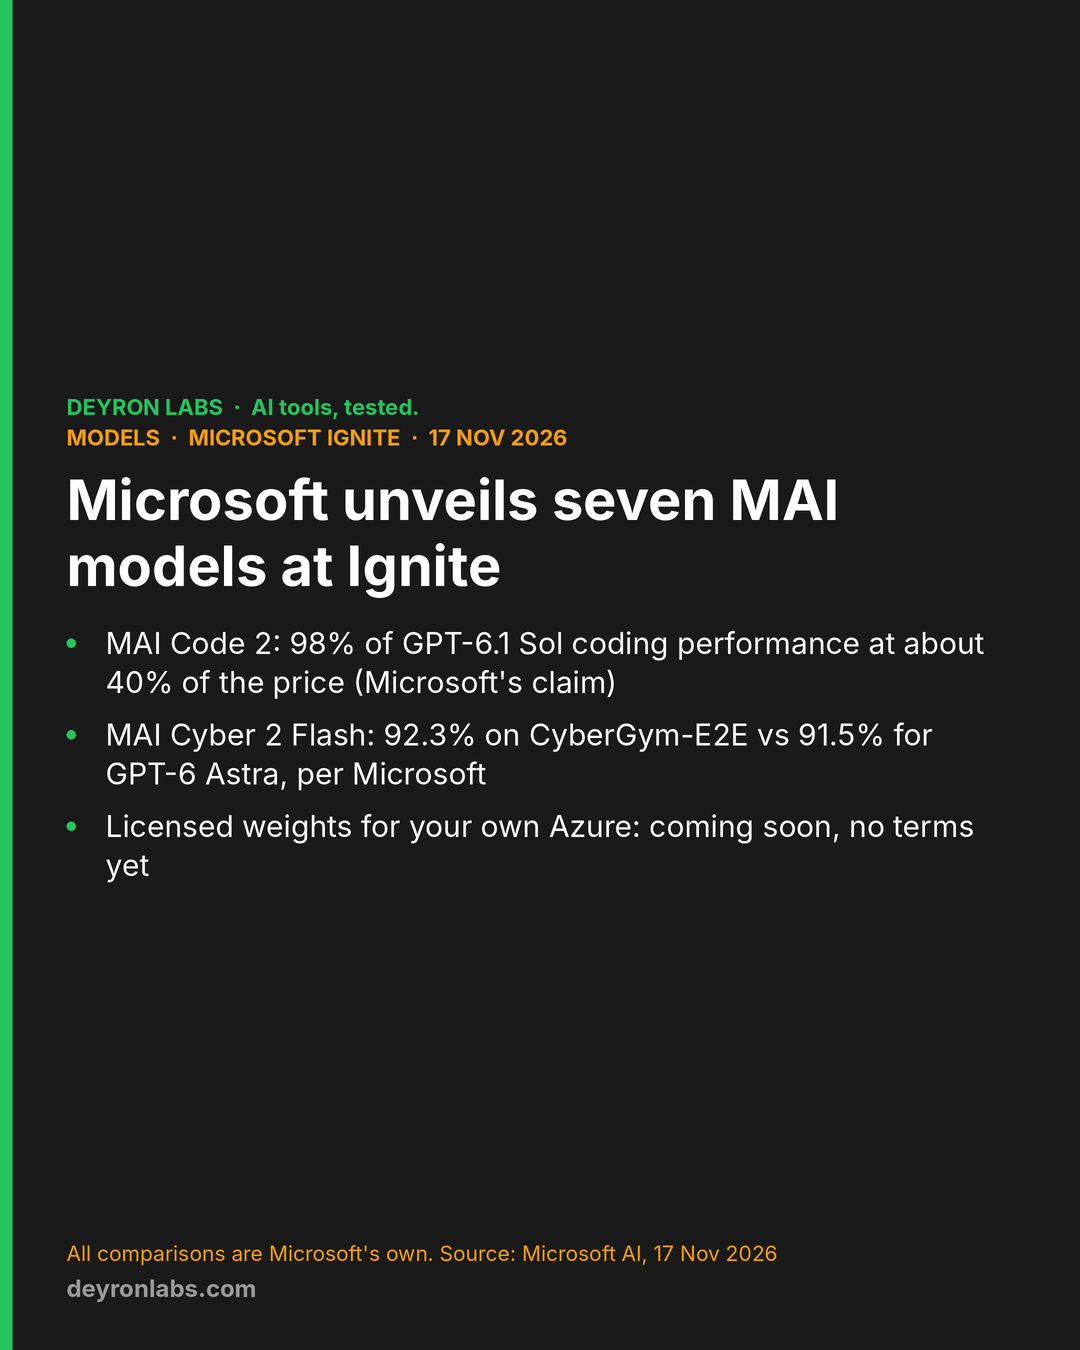 DEYRON LABS · AI tools, tested.
MODELS · MICROSOFT IGNITE · 17 NOV 2026
Microsoft unveils seven MAI
models at Ignite
• MAI Code 2: 98% of GPT-6.1 Sol coding performance at about
40% of the price (Microsoft's claim)
• MAI Cyber 2 Flash: 92.3% on CyberGym-E2E vs 91.5% for
GPT-6 Astra, per Microsoft
• Licensed weights for your own Azure: coming soon, no terms
yet
All comparisons are Microsoft's own. Source: Microsoft AI, 17 Nov 2026
deyronlabs.com